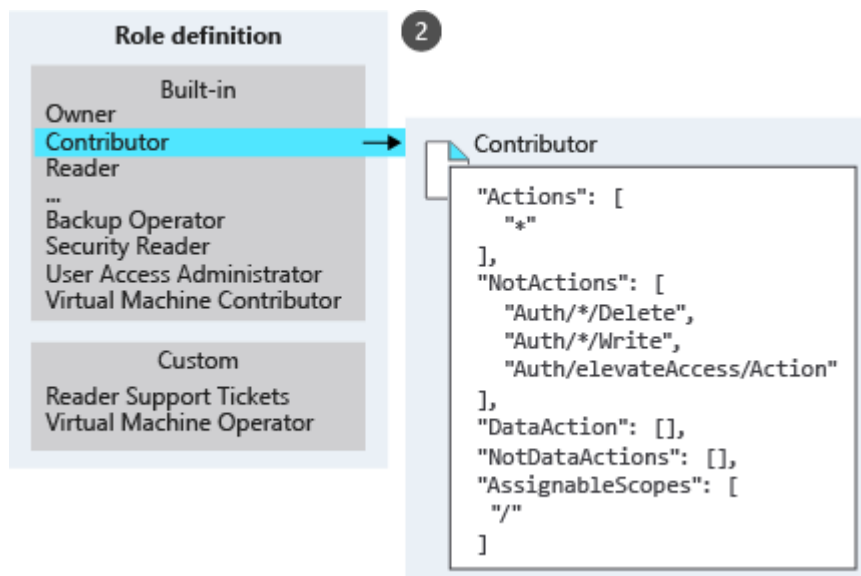 Role definition
2
Built-in
Owner
Contributor
Reader
...
Backup Operator
Security Reader
User Access Administrator
Virtual Machine Contributor
Custom
Reader Support Tickets
Virtual Machine Operator
Contributor
"Actions": [
"*"
],
"NotActions": [
"Auth/*/Delete",
"Auth/*/Write",
"Auth/elevateAccess/Action"
],
"DataAction": [],
"NotDataActions": [],
"AssignableScopes": [
"/"
]